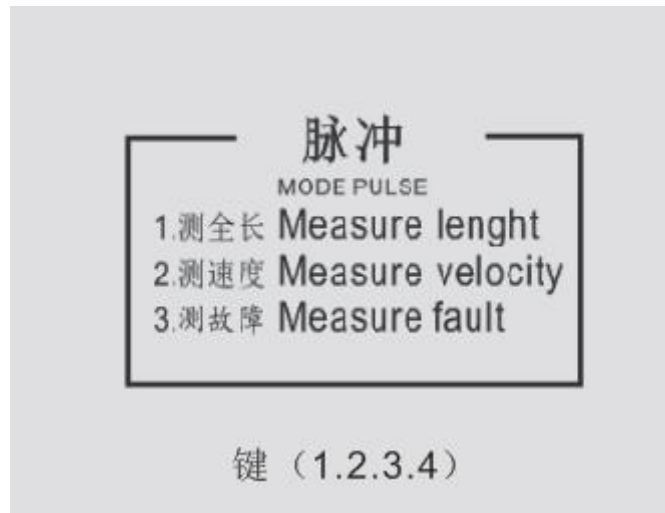 脉冲
MODE PULSE
1.测全长 Measure lenght
2.测速度 Measure velocity
3.测故障 Measure fault
键（1.2.3.4）